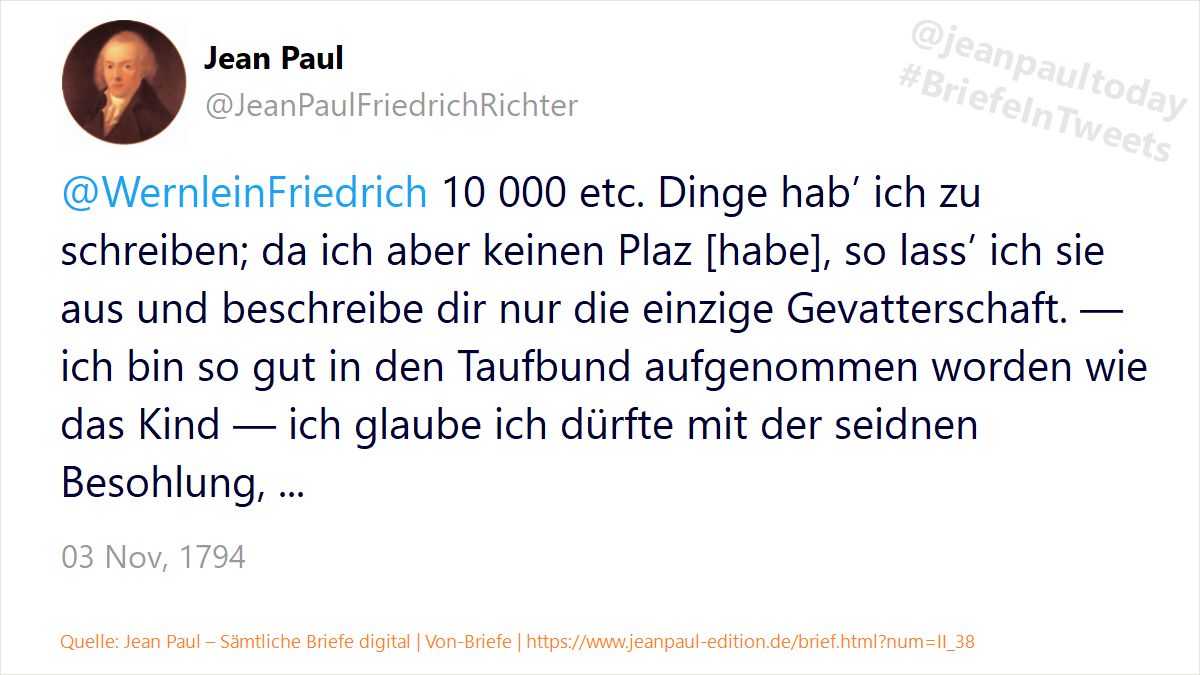 Jean Paul
@JeanPaulFriedrichRichter
@jeanpaultoday
#BriefeInTweets
@WernleinFriedrich 10 000 etc. Dinge hab’ ich zu
schreiben; da ich aber keinen Plaz [habe], so lass’ ich sie
aus und beschreibe dir nur die einzige Gevatterschaft. —
ich bin so gut in den Taufbund aufgenommen worden wie
das Kind — ich glaube ich dürfte mit der seidnen
Besohlung, ...
03 Nov, 1794
Quelle: Jean Paul – Sämtliche Briefe digital | Von-Briefe | https://www.jeanpaul-edition.de/brief.html?num=II_38